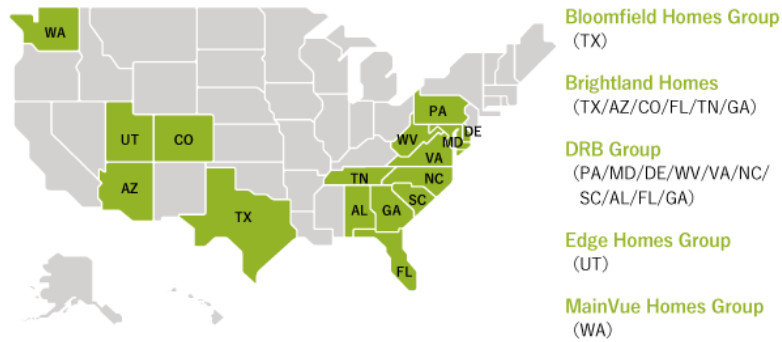 WA
UT
CO
AZ
TX
PA
WV
MD
DE
VA
TN
NC
SC
AL
GA
FL
Bloomfield Homes Group
（TX）
Brightland Homes
（TX/AZ/CO/FL/TN/GA）
DRB Group
（PA/MD/DE/WV/VA/NC/
SC/AL/FL/GA）
Edge Homes Group
（UT）
MainVue Homes Group
（WA）